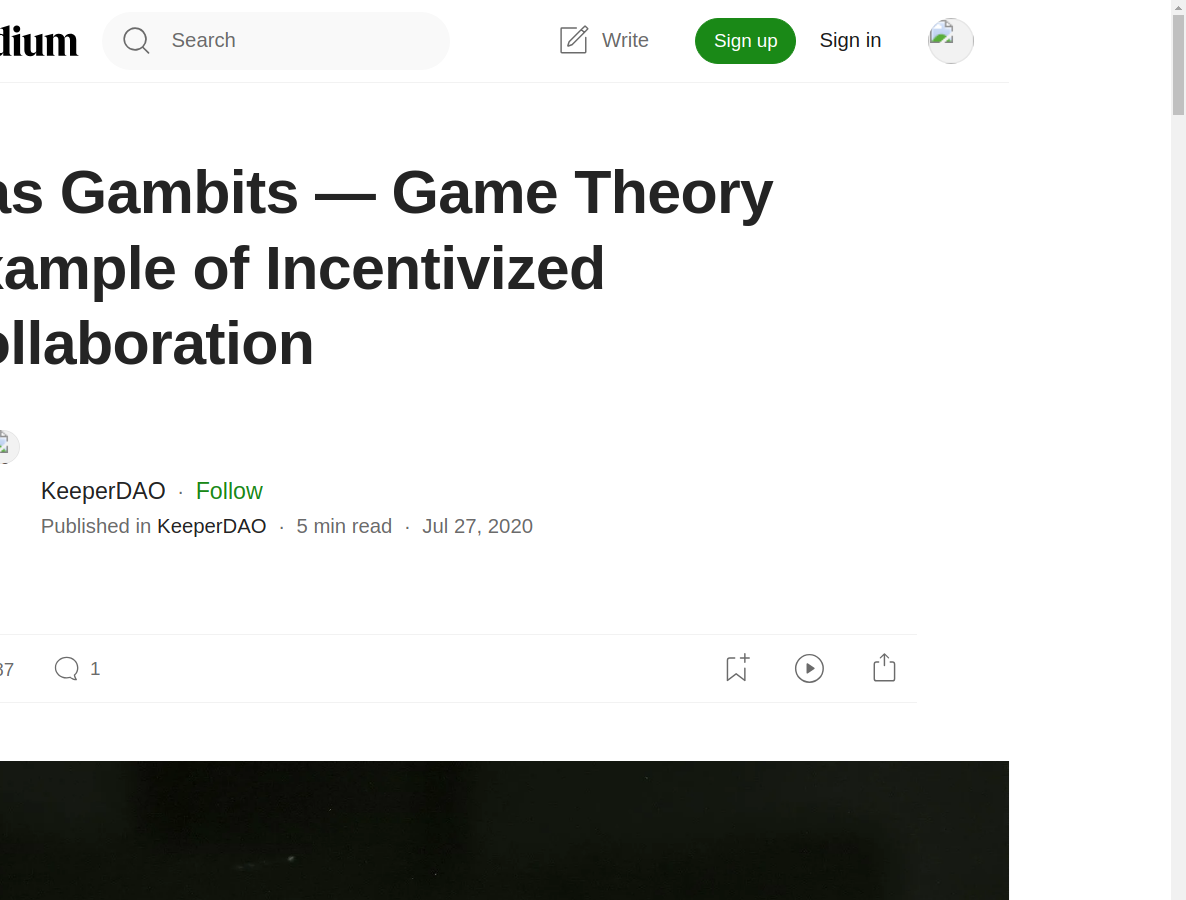 dium
Search
Write
Sign up
Sign in
as Gambits — Game Theory
xample of Incentivized
ollaboration
KeeperDAO · Follow
Published in KeeperDAO · 5 min read · Jul 27, 2020
37
1